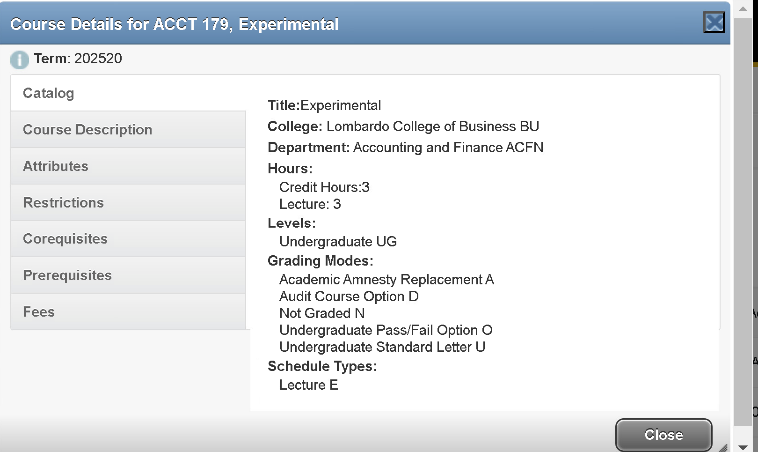 Course Details for ACCT 179, Experimental
Term: 202520
Catalog
Course Description
Attributes
Restrictions
Corequisites
Prerequisites
Fees
Title:Experimental
College: Lombardo College of Business BU
Department: Accounting and Finance ACFN
Hours:
Credit Hours:3
Lecture: 3
Levels:
Undergraduate UG
Grading Modes:
Academic Amnesty Replacement A
Audit Course Option D
Not Graded N
Undergraduate Pass/Fail Option O
Undergraduate Standard Letter U
Schedule Types:
Lecture E
Close